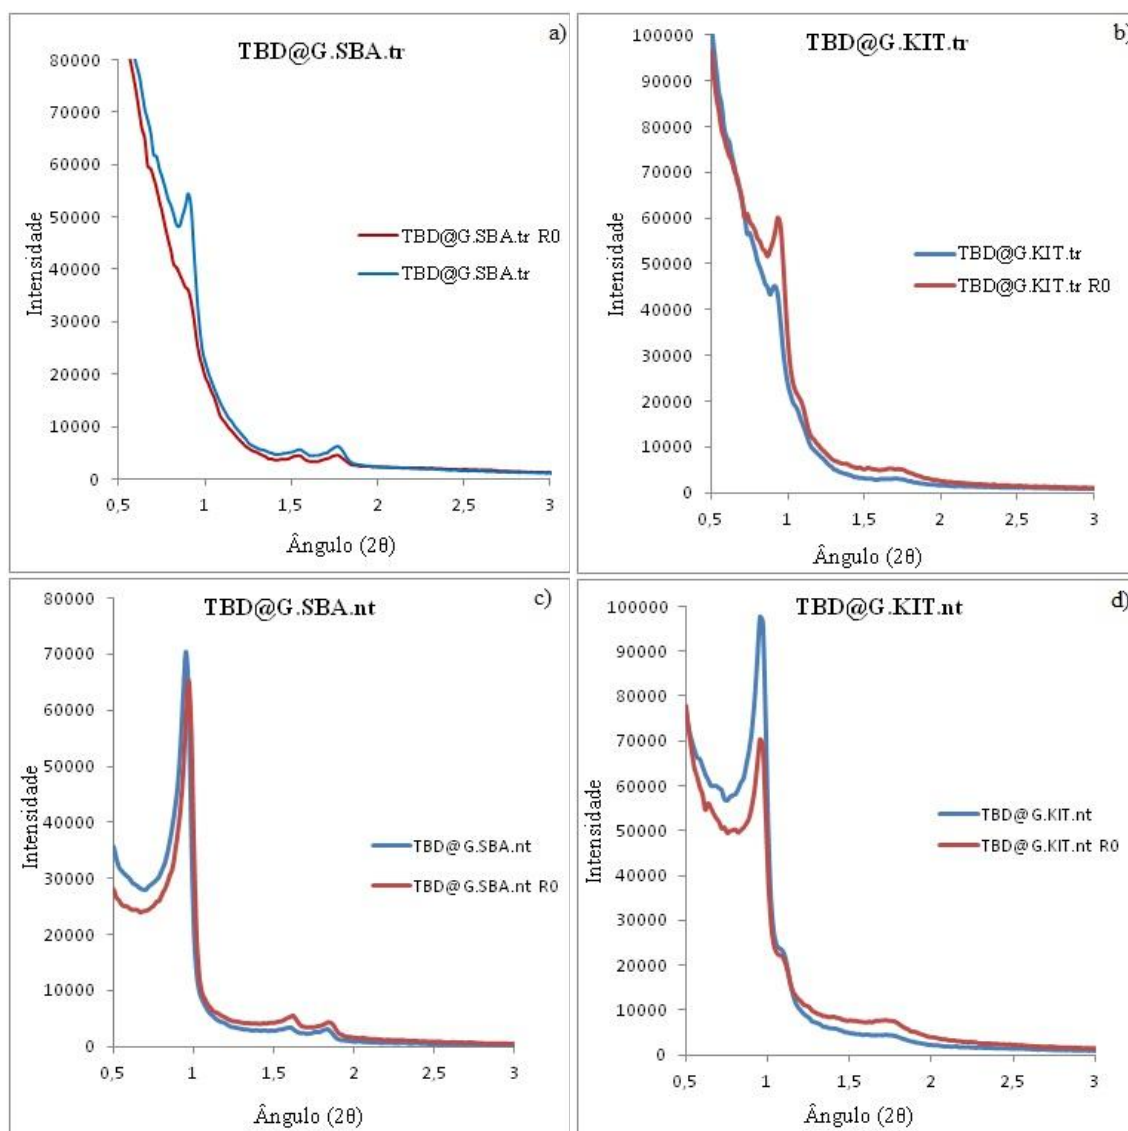 a)
TBD@G.SBA.tr
80000
70000
60000
50000
40000
30000
20000
10000
0
Intensidade
TBD@G.SBA.tr R0
TBD@G.SBA.tr
0,5 1 1,5 2 2,5 3
Ângulo (2θ)
b)
TBD@G.KIT.tr
100000
90000
80000
70000
60000
50000
40000
30000
20000
10000
0
Intensidade
TBD@G.KIT.tr
TBD@G.KIT.tr R0
0,5 1 1,5 2 2,5 3
Ângulo (2θ)
c)
TBD@G.SBA.nt
80000
70000
60000
50000
40000
30000
20000
10000
0
Intensidade
TBD@G.SBA.nt
TBD@G.SBA.nt R0
0,5 1 1,5 2 2,5 3
Ângulo (2θ)
d)
TBD@G.KIT.nt
100000
90000
80000
70000
60000
50000
40000
30000
20000
10000
0
Intensidade
TBD@G.KIT.nt
TBD@G.KIT.nt R0
0,5 1 1,5 2 2,5 3
Ângulo (2θ)